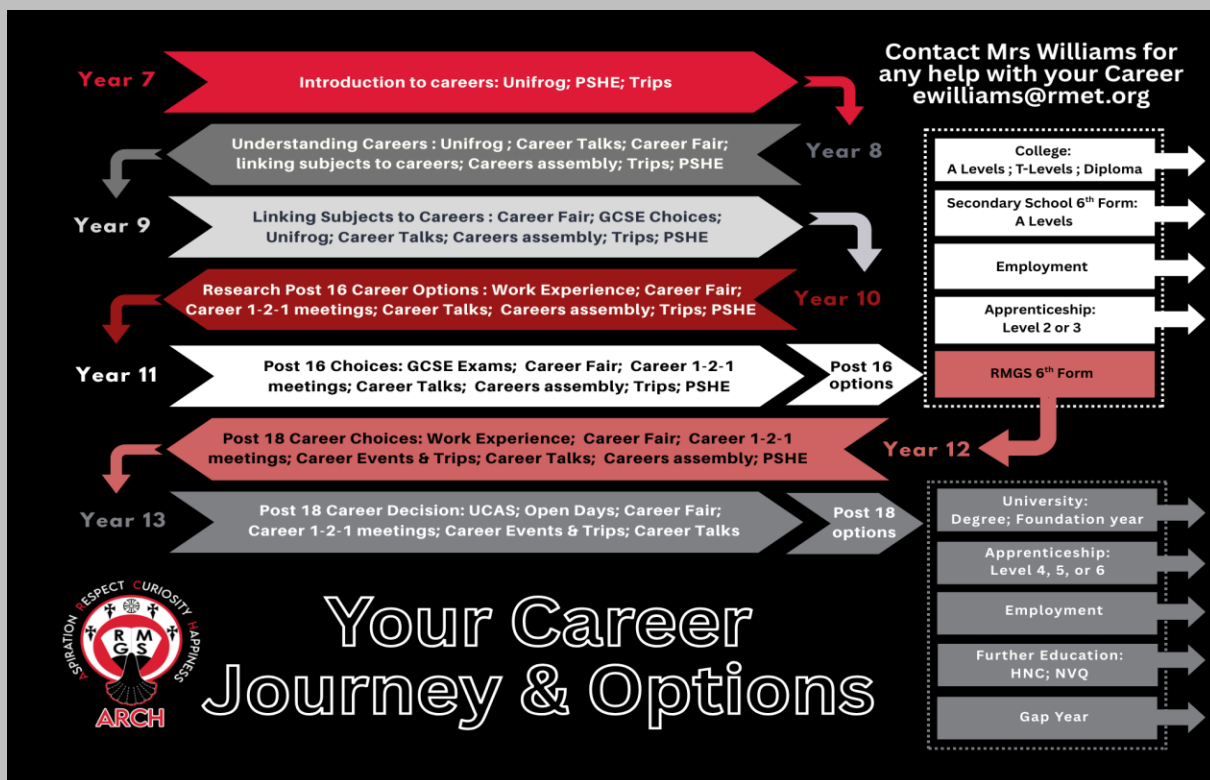 Year 7
Introduction to careers: Unifrog; PSHE; Trips
Contact Mrs Williams for
any help with your Career
ewilliams@rmet.org
Year 8
Understanding Careers : Unifrog ; Career Talks; Career Fair;
linking subjects to careers; Careers assembly; Trips; PSHE
Year 9
Linking Subjects to Careers : Career Fair; GCSE Choices;
Unifrog; Career Talks; Careers assembly; Trips; PSHE
Year 10
Research Post 16 Career Options : Work Experience; Career Fair;
Career 1-2-1 meetings; Career Talks; Careers assembly; Trips; PSHE
Year 11
Post 16 Choices: GCSE Exams; Career Fair; Career 1-2-1
meetings; Career Talks; Careers assembly; Trips; PSHE
Post 16
options
College:
A Levels ; T-Levels ; Diploma
Secondary School 6th Form:
A Levels
Employment
Apprenticeship:
Level 2 or 3
RMGS 6th Form
Year 12
Post 18 Career Choices: Work Experience; Career Fair; Career 1-2-1
meetings; Career Events & Trips; Career Talks; Careers assembly; PSHE
Year 13
Post 18 Career Decision: UCAS; Open Days; Career Fair;
Career 1-2-1 meetings; Career Events & Trips; Career Talks
Post 18
options
University:
Degree; Foundation year
Apprenticeship:
Level 4, 5, or 6
Employment
Further Education:
HNC; NVQ
Gap Year
ASPIRATION RESPECT CURIOSITY HAPPINESS
R M
G S
ARCH
Your Career
Journey & Options